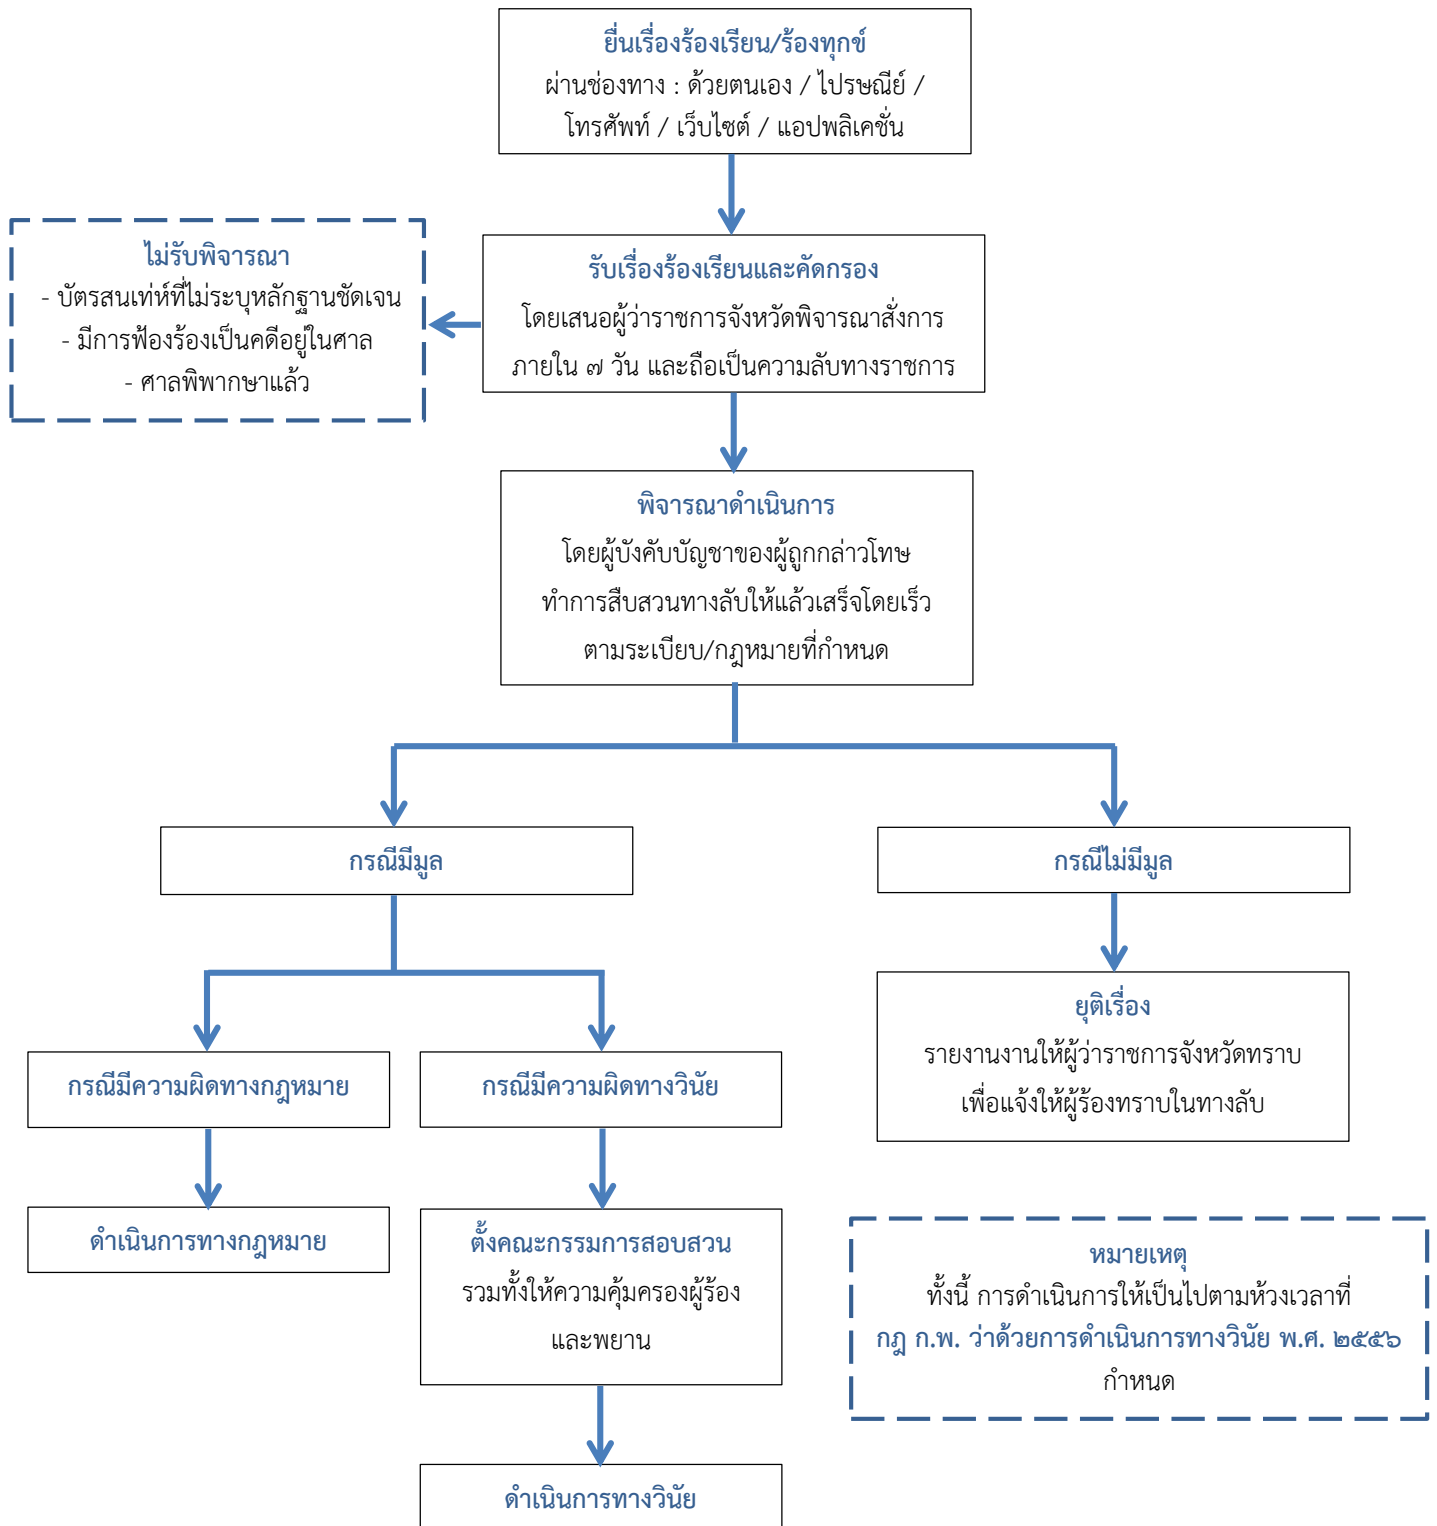 ยื่นเรื่องร้องเรียน/ร้องทุกข์
ผ่านช่องทาง : ด้วยตนเอง / ไปรษณีย์ /
โทรศัพท์ / เว็บไซต์ / แอปพลิเคชั่น
ไม่รับพิจารณา
- บัตรสนเท่ห์ที่ไม่ระบุหลักฐานชัดเจน
- มีการฟ้องร้องเป็นคดีอยู่ในศาล
- ศาลพิพากษาแล้ว
รับเรื่องร้องเรียนและคัดกรอง
โดยเสนอผู้ว่าราชการจังหวัดพิจารณาสั่งการ
ภายใน ๗ วัน และถือเป็นความลับทางราชการ
พิจารณาดำเนินการ
โดยผู้บังคับบัญชาของผู้ถูกกล่าวโทษ
ทำการสืบสวนทางลับให้แล้วเสร็จโดยเร็ว
ตามระเบียบ/กฎหมายที่กำหนด
กรณีมีมูล
กรณีไม่มีมูล
ยุติเรื่อง
รายงานงานให้ผู้ว่าราชการจังหวัดทราบ
เพื่อแจ้งให้ผู้ร้องทราบในทางลับ
กรณีมีความผิดทางกฎหมาย
กรณีมีความผิดทางวินัย
ดำเนินการทางกฎหมาย
ตั้งคณะกรรมการสอบสวน
รวมทั้งให้ความคุ้มครองผู้ร้อง
และพยาน
หมายเหตุ
ทั้งนี้ การดำเนินการให้เป็นไปตามห้วงเวลาที่
กฎ ก.พ. ว่าด้วยการดำเนินการทางวินัย พ.ศ. ๒๕๕๖
กำหนด
ดำเนินการทางวินัย